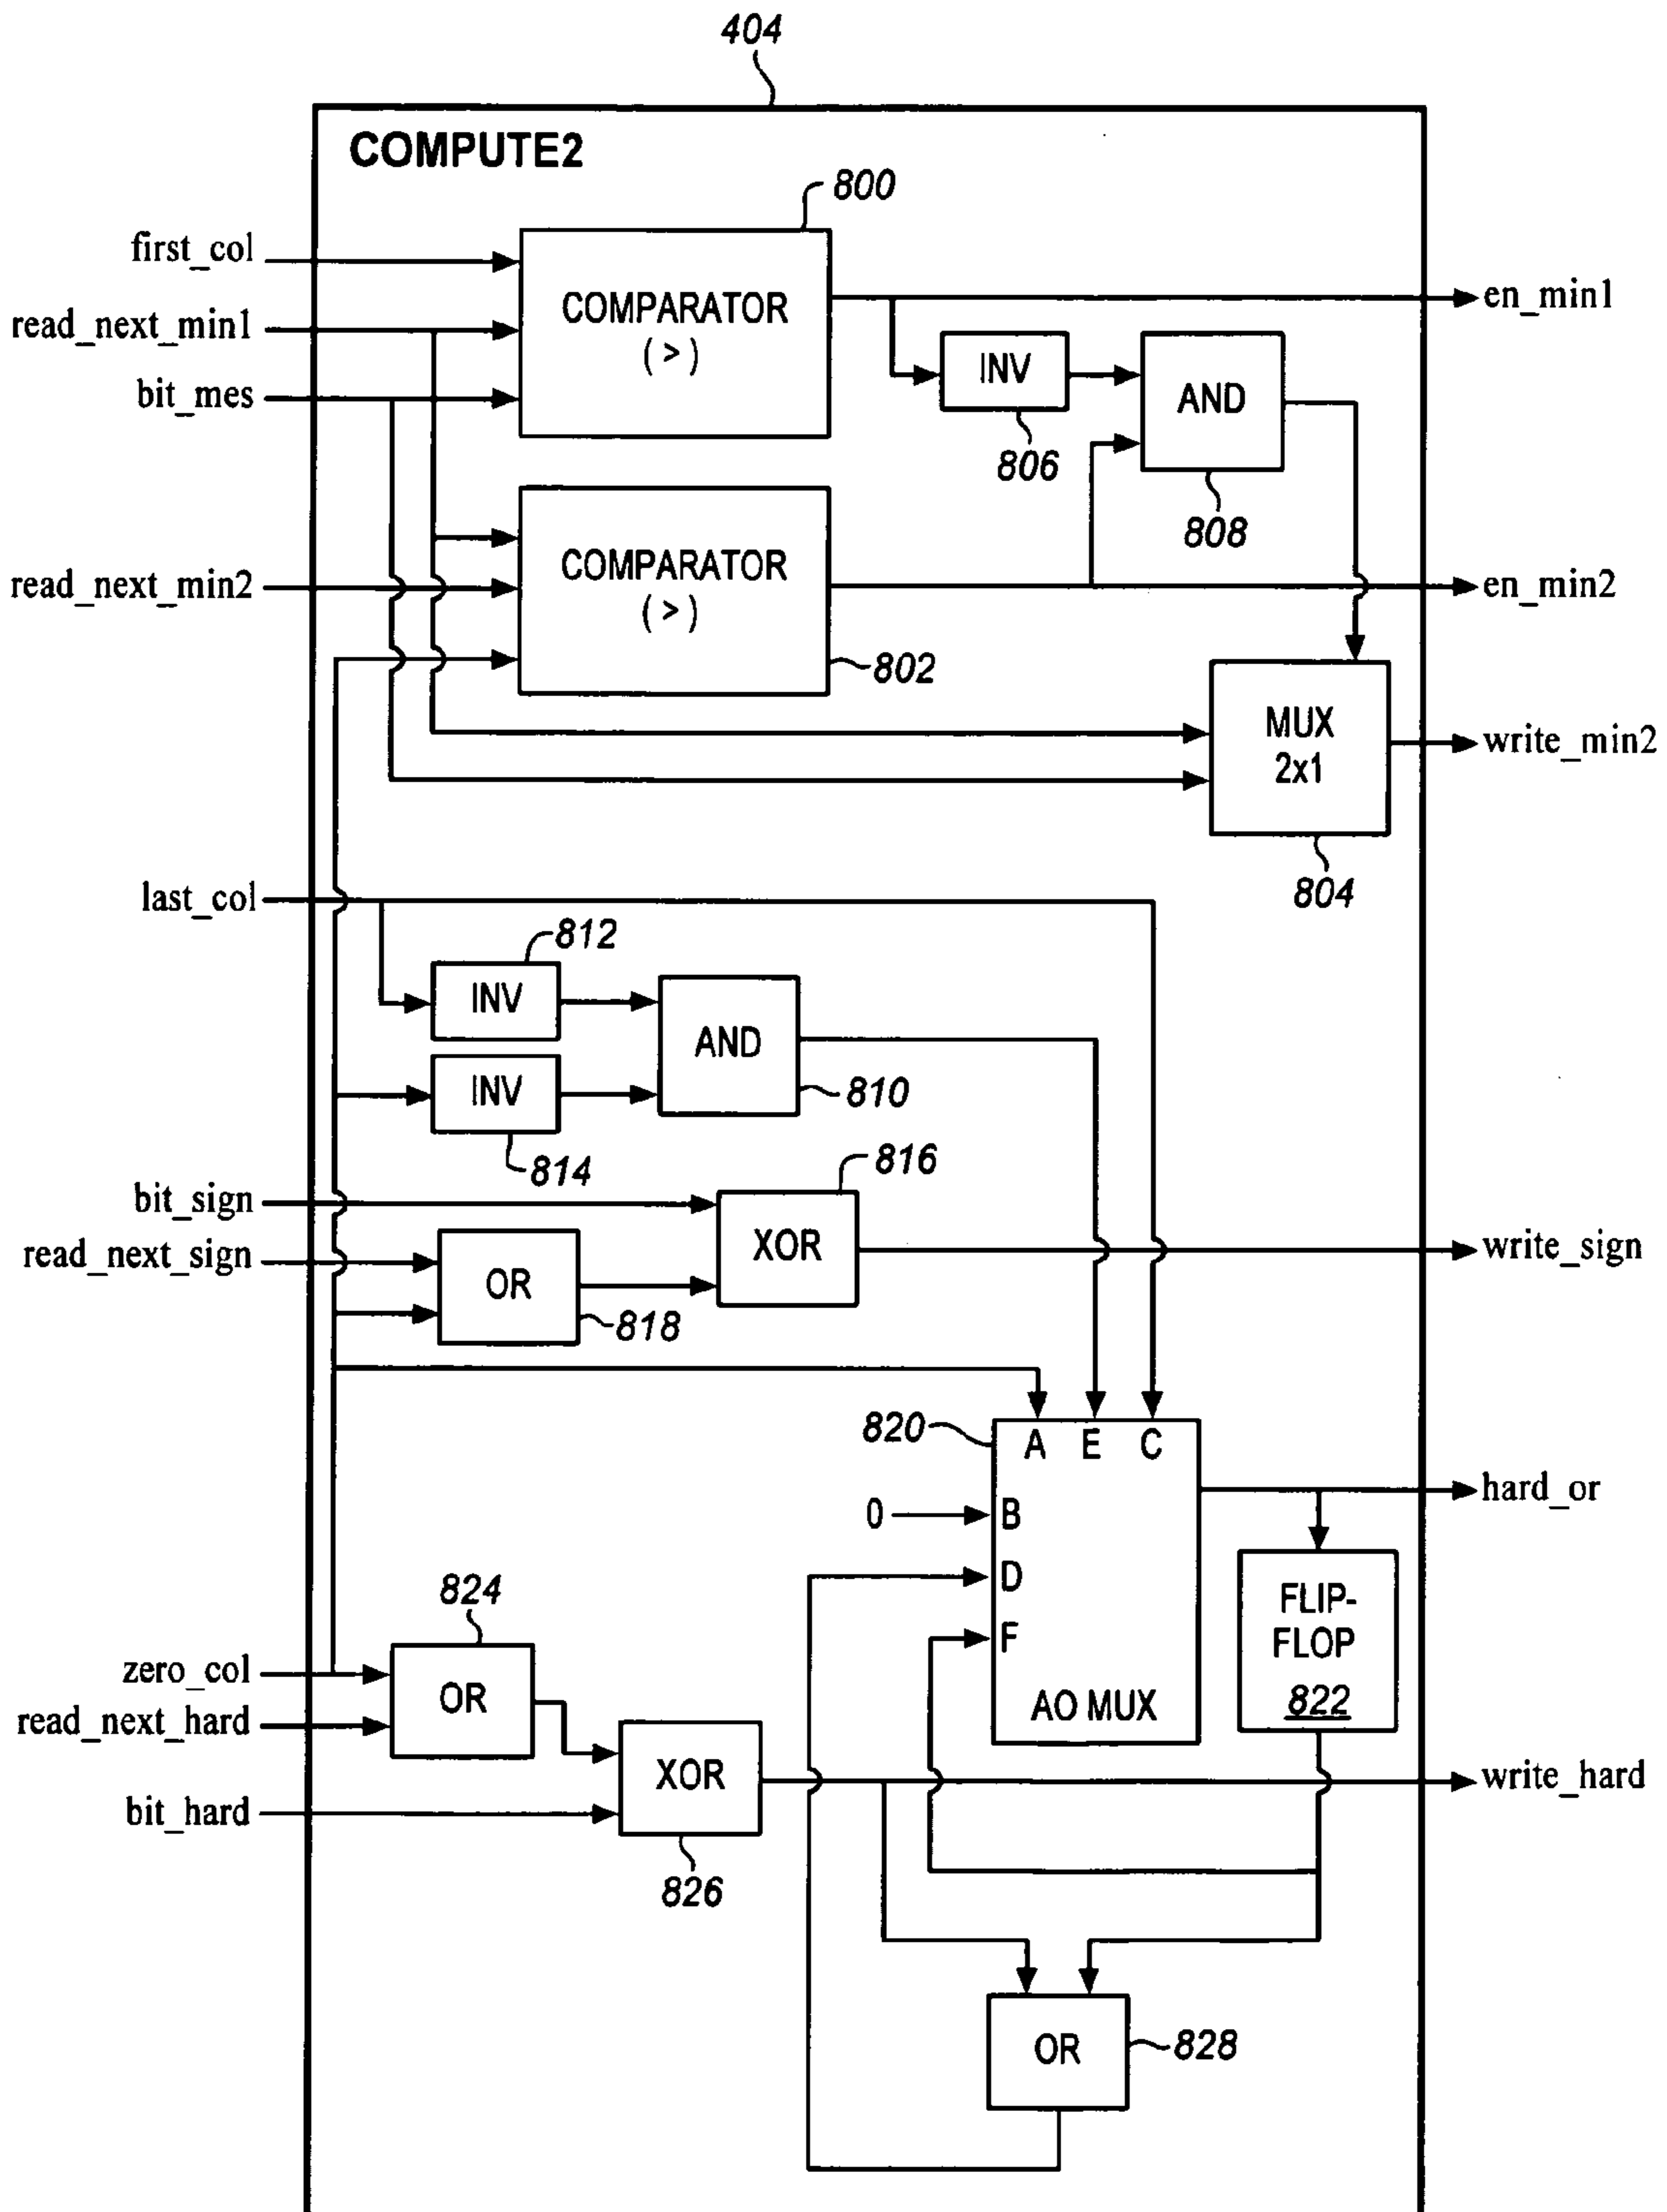 404
COMPUTE2
800
first_col
read_next_min1
bit_mes
COMPARATOR
( > )
en_min1
INV
806
AND
808
read_next_min2
COMPARATOR
( > )
802
en_min2
MUX
2x1
804
write_min2
last_col
812
INV
INV
814
AND
810
bit_sign
816
XOR
read_next_sign
OR
818
write_sign
820
A E C
0
B
D
F
AO MUX
hard_or
FLIP-
FLOP
822
824
zero_col
read_next_hard
OR
bit_hard
XOR
826
write_hard
OR
828